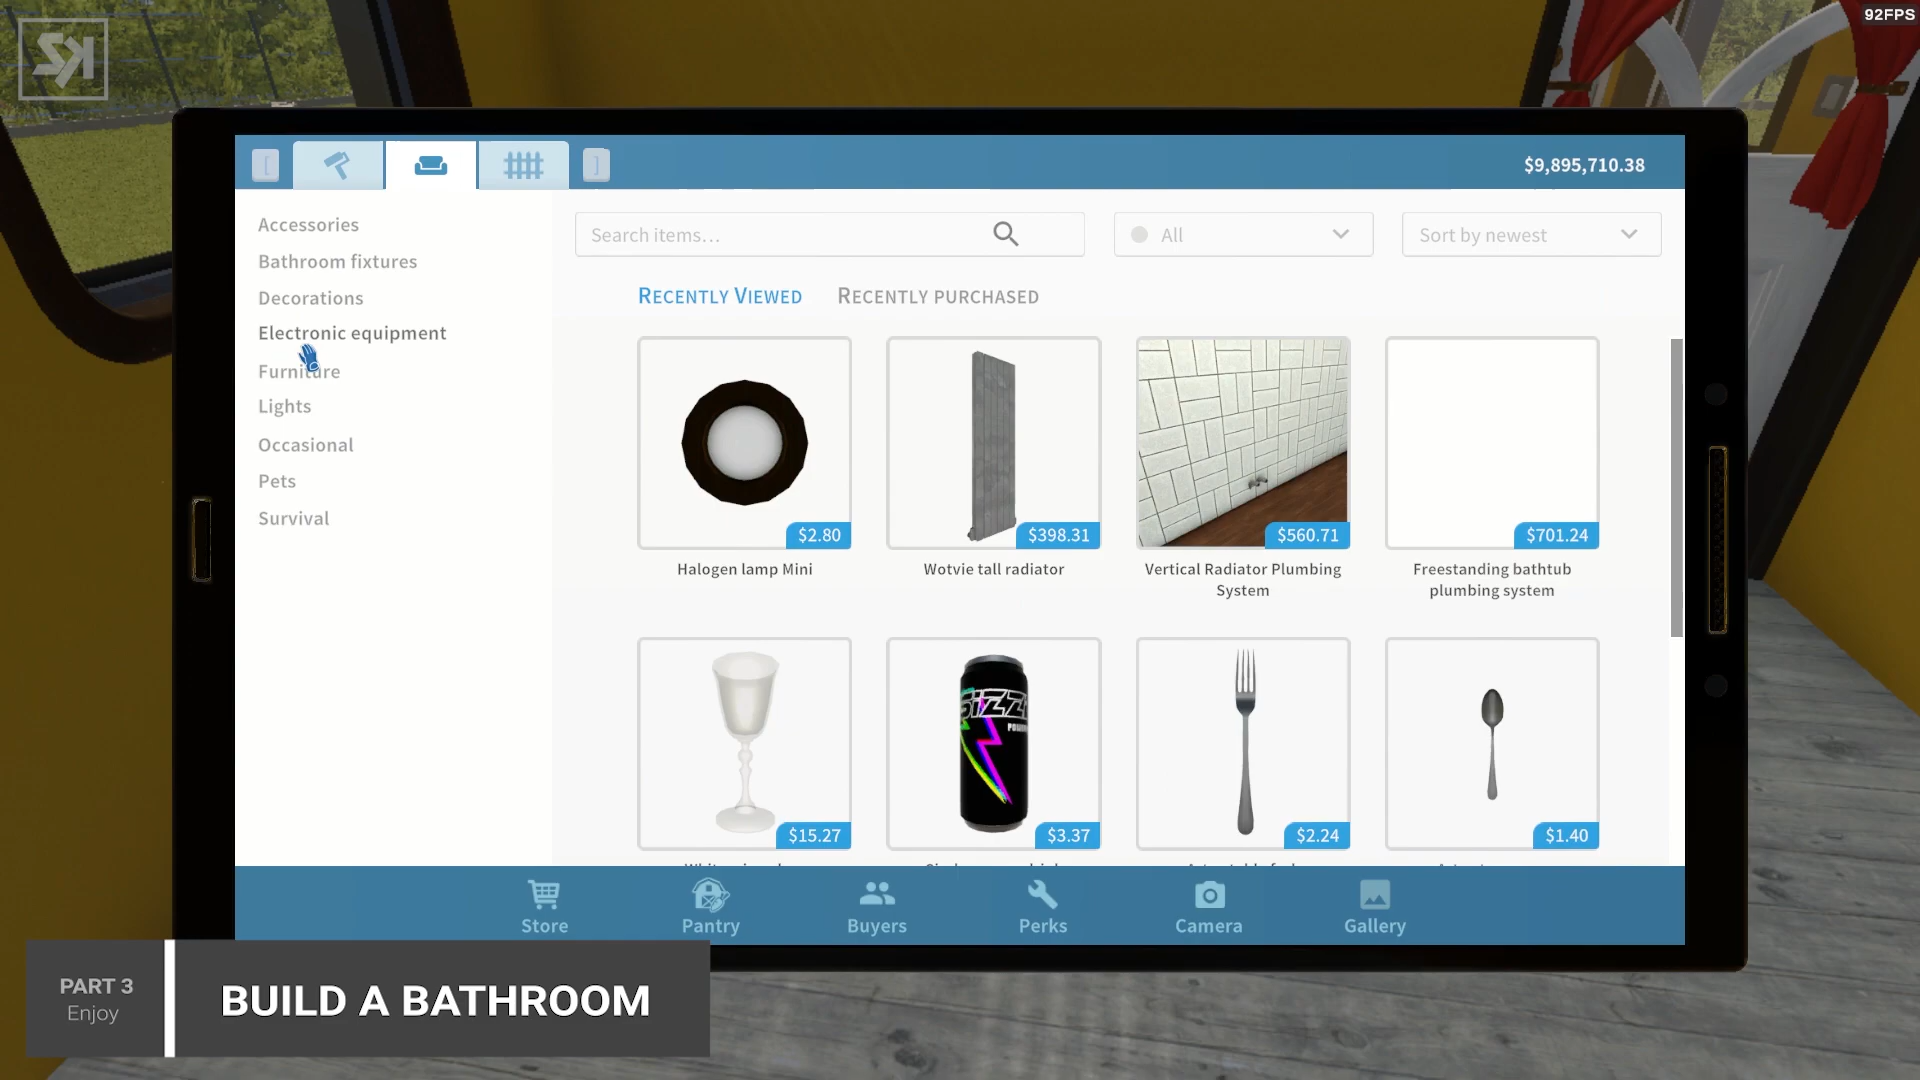 92FPS
$9,895,710.38
Accessories
Bathroom fixtures
Decorations
Electronic equipment
Furniture
Lights
Occasional
Pets
Survival
Search items...
All
Sort by newest
RECENTLY VIEWED
RECENTLY PURCHASED
$2.80
$398.31
$560.71
$701.24
Halogen lamp Mini
Wotvie tall radiator
Vertical Radiator Plumbing
System
Freestanding bathtub
plumbing system
$15.27
$3.37
$2.24
$1.40
Store
Pantry
Buyers
Perks
Camera
Gallery
PART 3
Enjoy
BUILD A BATHROOM